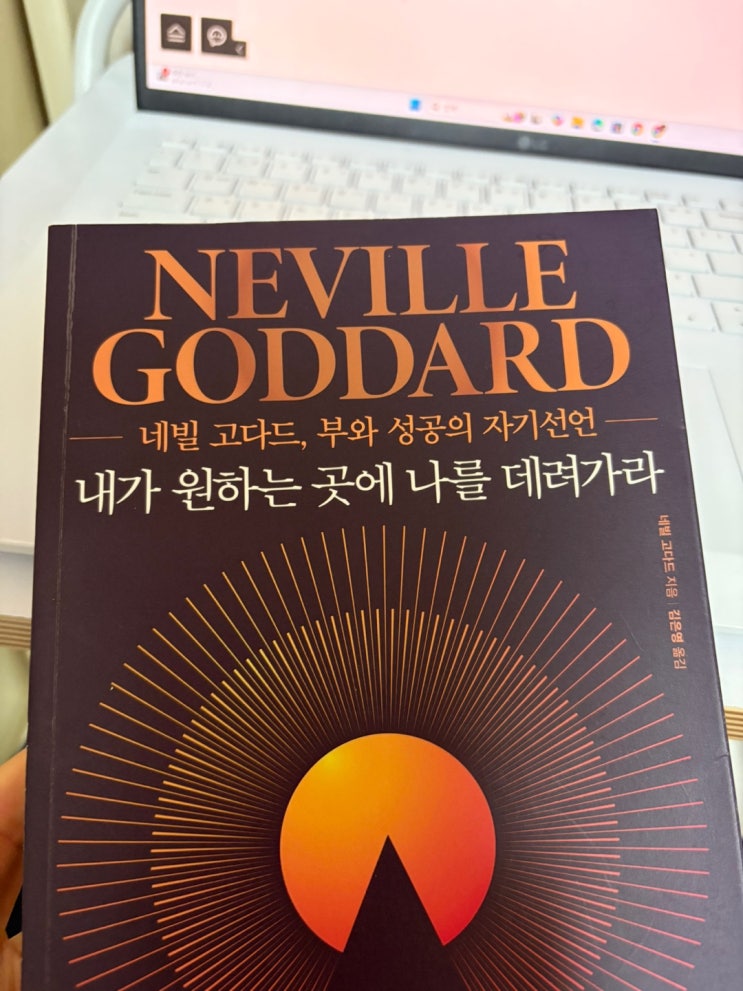 LG
NEVILLE
GODDARD
네빌 고다드, 부와 성공의 자기선언
내가 원하는 곳에 나를 데려가라
네빌 고다드 지음 | 김은영 옮김